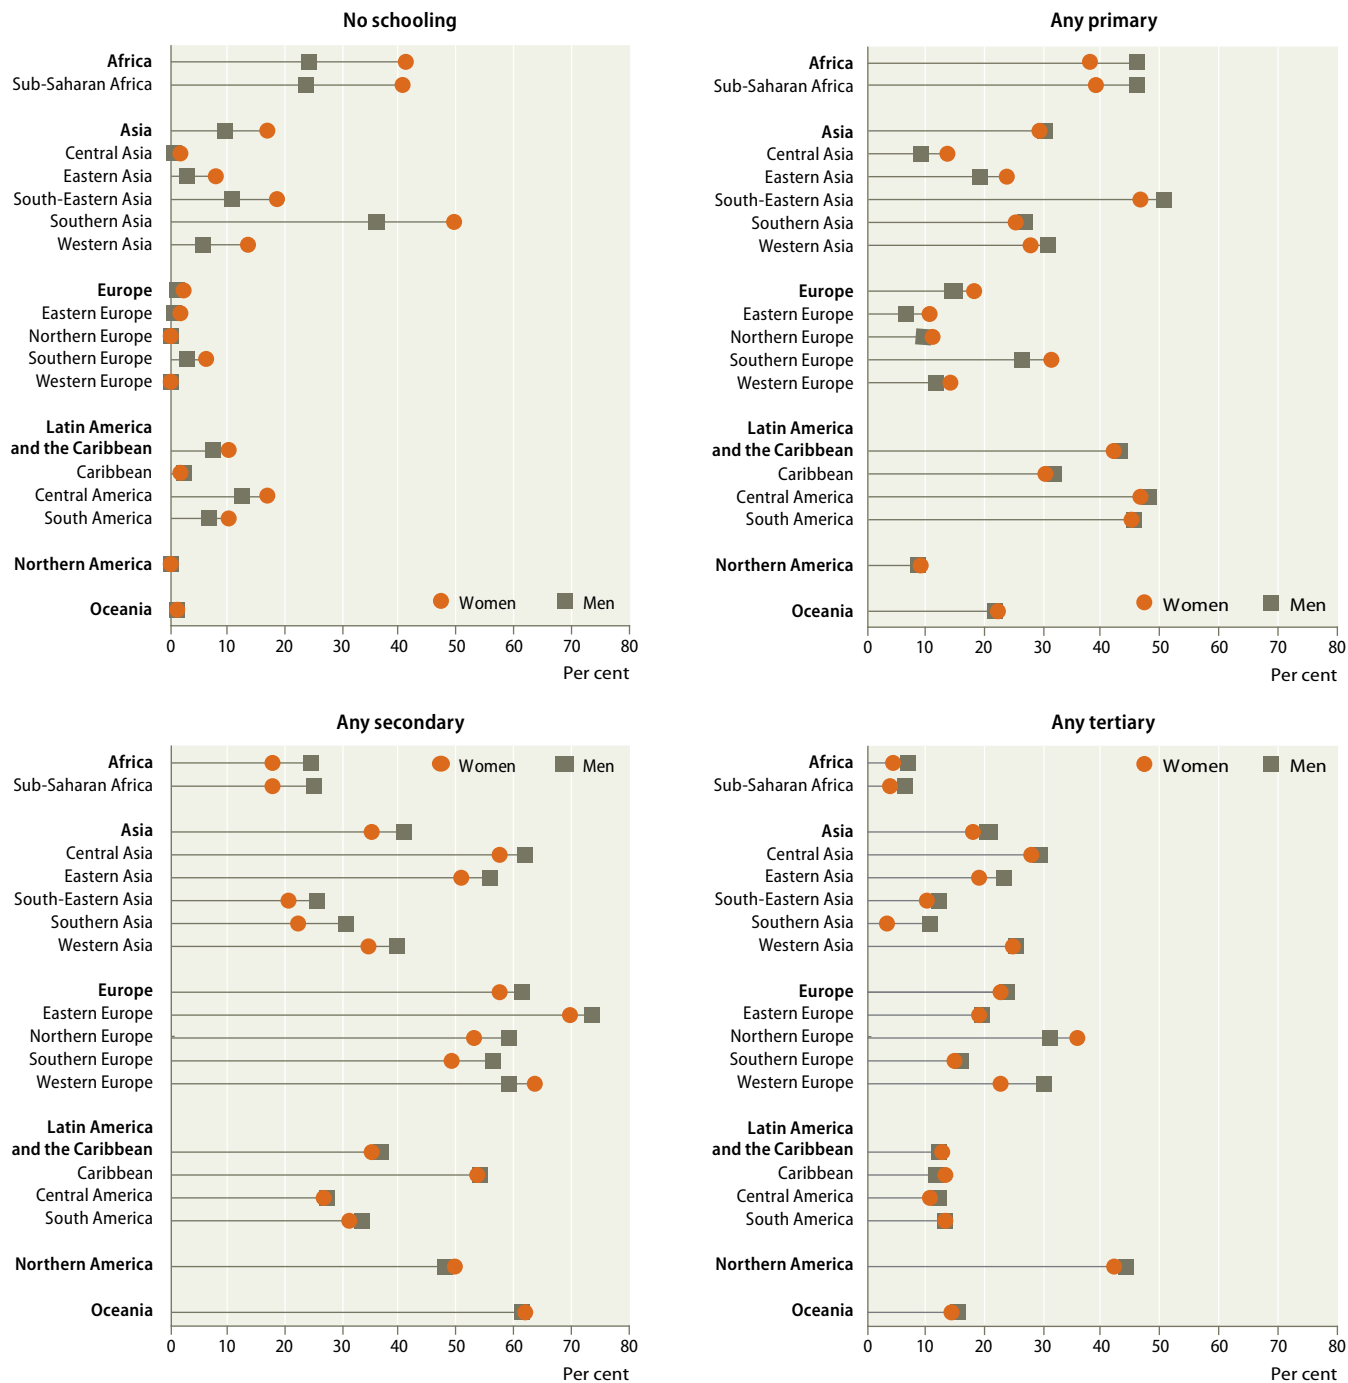 No schooling
Africa
Sub-Saharan Africa
Asia
Central Asia
Eastern Asia
South-Eastern Asia
Southern Asia
Western Asia
Europe
Eastern Europe
Northern Europe
Southern Europe
Western Europe
Latin America
and the Caribbean
Caribbean
Central America
South America
Northern America
Oceania
Women Men
0 10 20 30 40 50 60 70 80
Per cent
Any primary
Africa
Sub-Saharan Africa
Asia
Central Asia
Eastern Asia
South-Eastern Asia
Southern Asia
Western Asia
Europe
Eastern Europe
Northern Europe
Southern Europe
Western Europe
Latin America
and the Caribbean
Caribbean
Central America
South America
Northern America
Oceania
Women Men
0 10 20 30 40 50 60 70 80
Per cent
Any secondary
Women Men
Africa
Sub-Saharan Africa
Asia
Central Asia
Eastern Asia
South-Eastern Asia
Southern Asia
Western Asia
Europe
Eastern Europe
Northern Europe
Southern Europe
Western Europe
Latin America
and the Caribbean
Caribbean
Central America
South America
Northern America
Oceania
0 10 20 30 40 50 60 70 80
Per cent
Any tertiary
Women Men
Africa
Sub-Saharan Africa
Asia
Central Asia
Eastern Asia
South-Eastern Asia
Southern Asia
Western Asia
Europe
Eastern Europe
Northern Europe
Southern Europe
Western Europe
Latin America
and the Caribbean
Caribbean
Central America
South America
Northern America
Oceania
0 10 20 30 40 50 60 70 80
Per cent